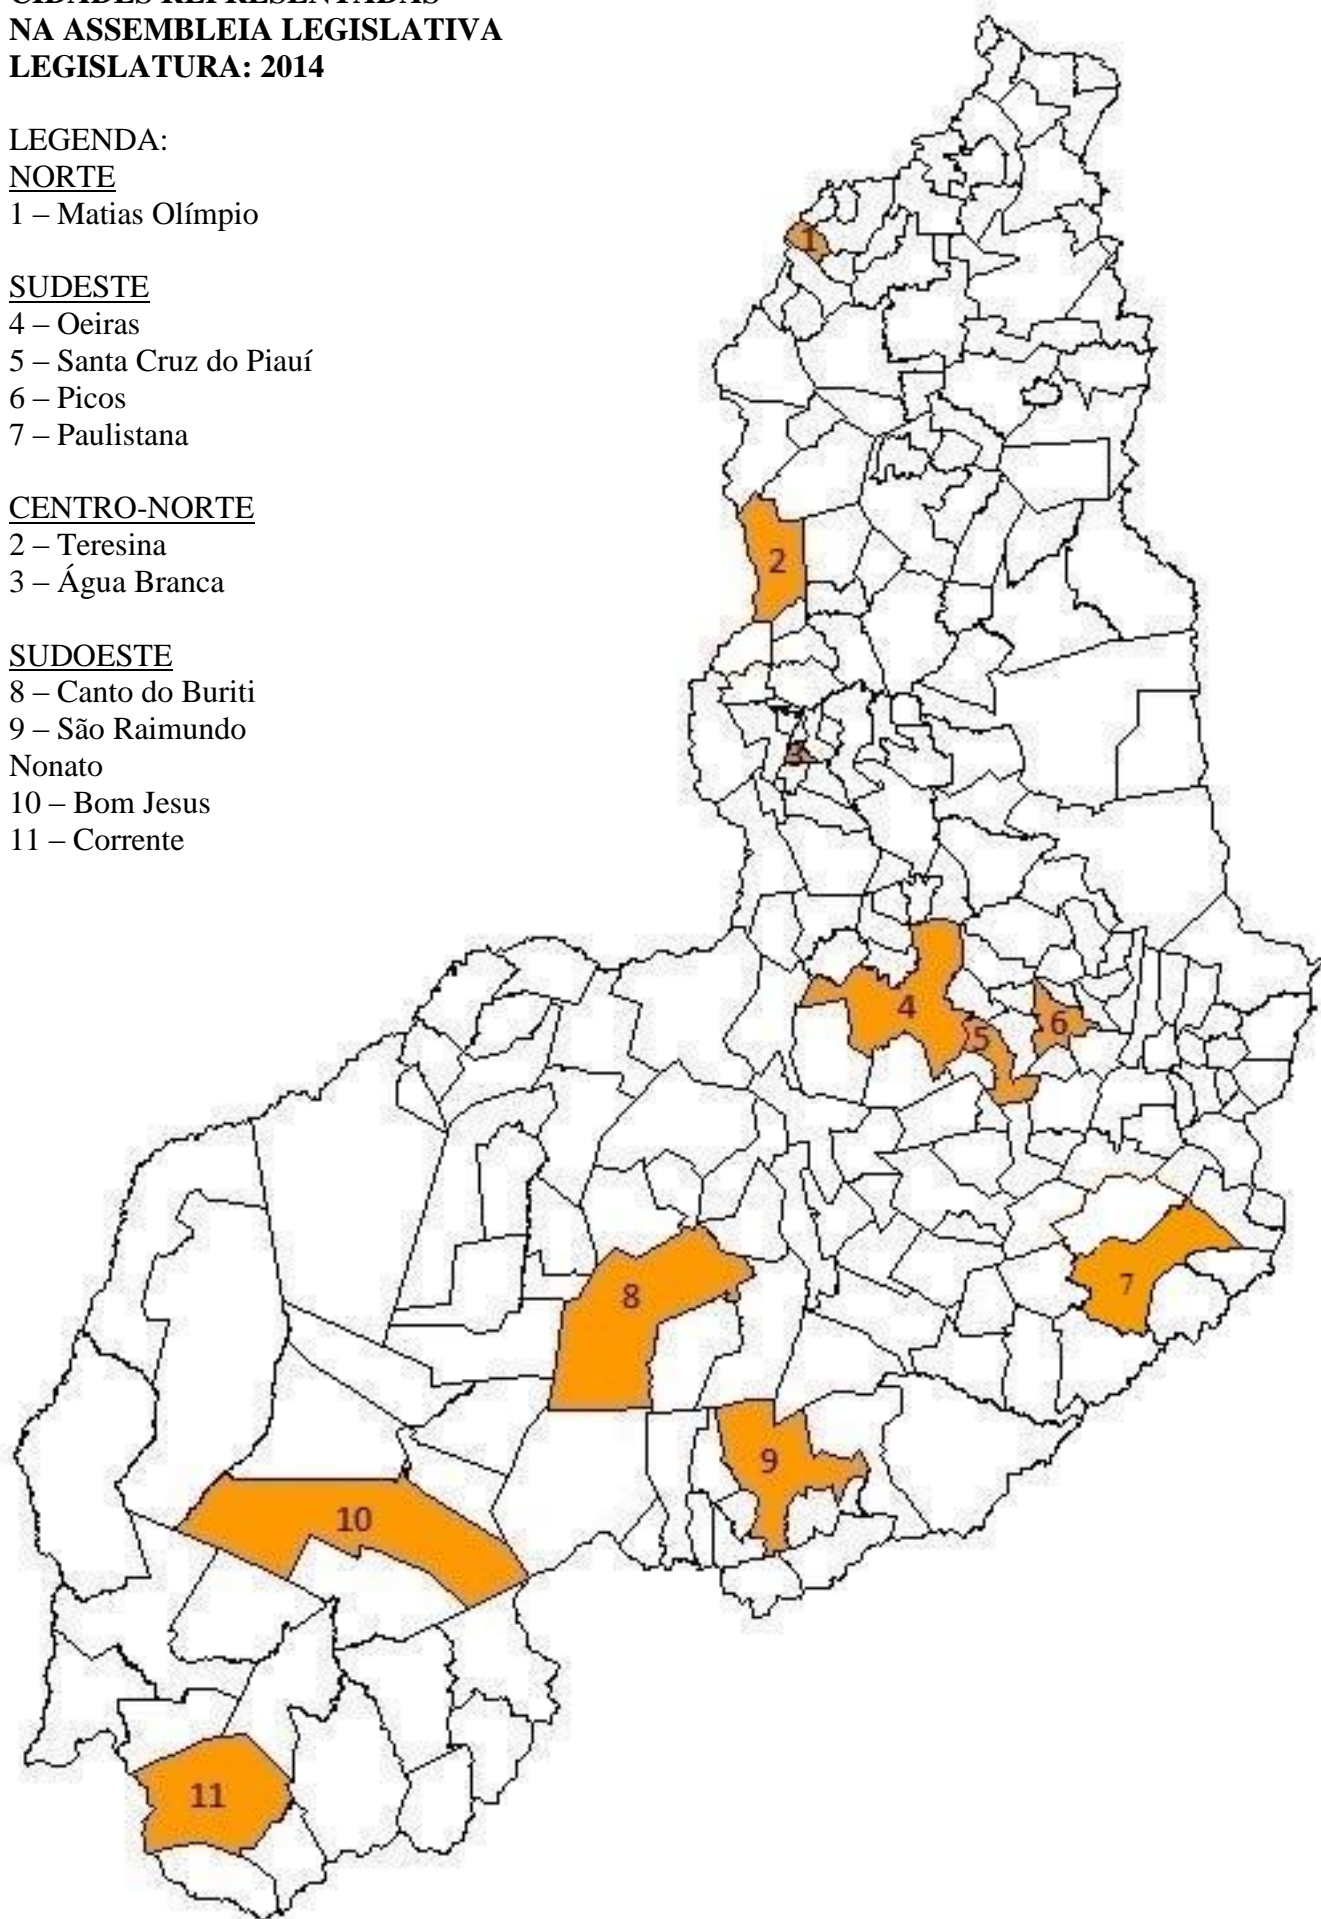 CIDADES REPRESENTADAS
NA ASSEMBLEIA LEGISLATIVA
LEGISLATURA: 2014
LEGENDA:
NORTE
1 – Matias Olímpio
SUDESTE
4 – Oeiras
5 – Santa Cruz do Piauí
6 – Picos
7 – Paulistana
CENTRO-NORTE
2 – Teresina
3 – Água Branca
SUDOESTE
8 – Canto do Buriti
9 – São Raimundo
Nonato
10 – Bom Jesus
11 – Corrente
1
2
3
4
5
6
7
8
9
10
11